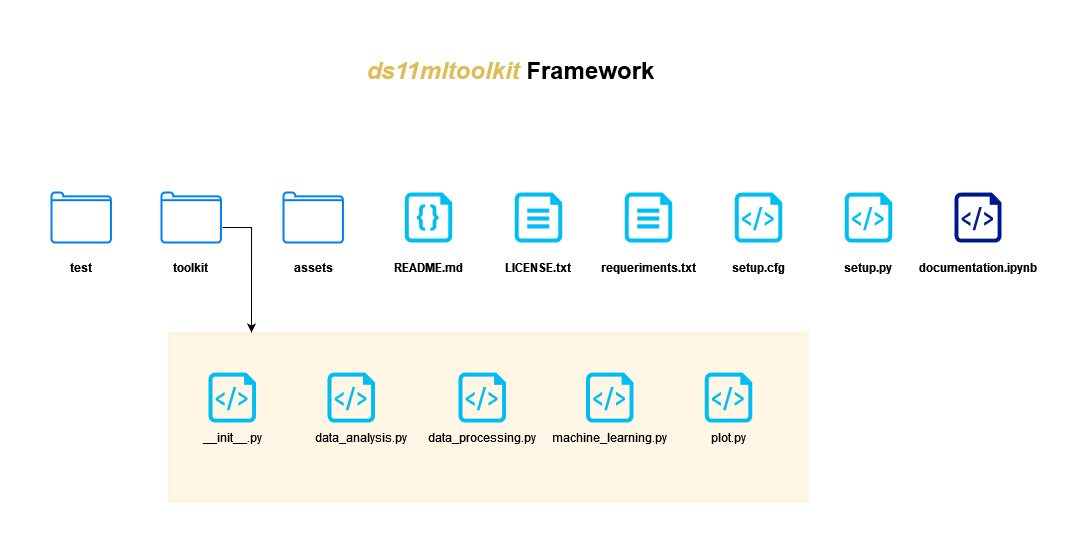 ds11mltoolkit Framework
test toolkit assets README.md LICENSE.txt requeriments.txt setup.cfg setup.py documentation.ipynb
__init__.py data_analysis.py data_processing.py machine_learning.py plot.py